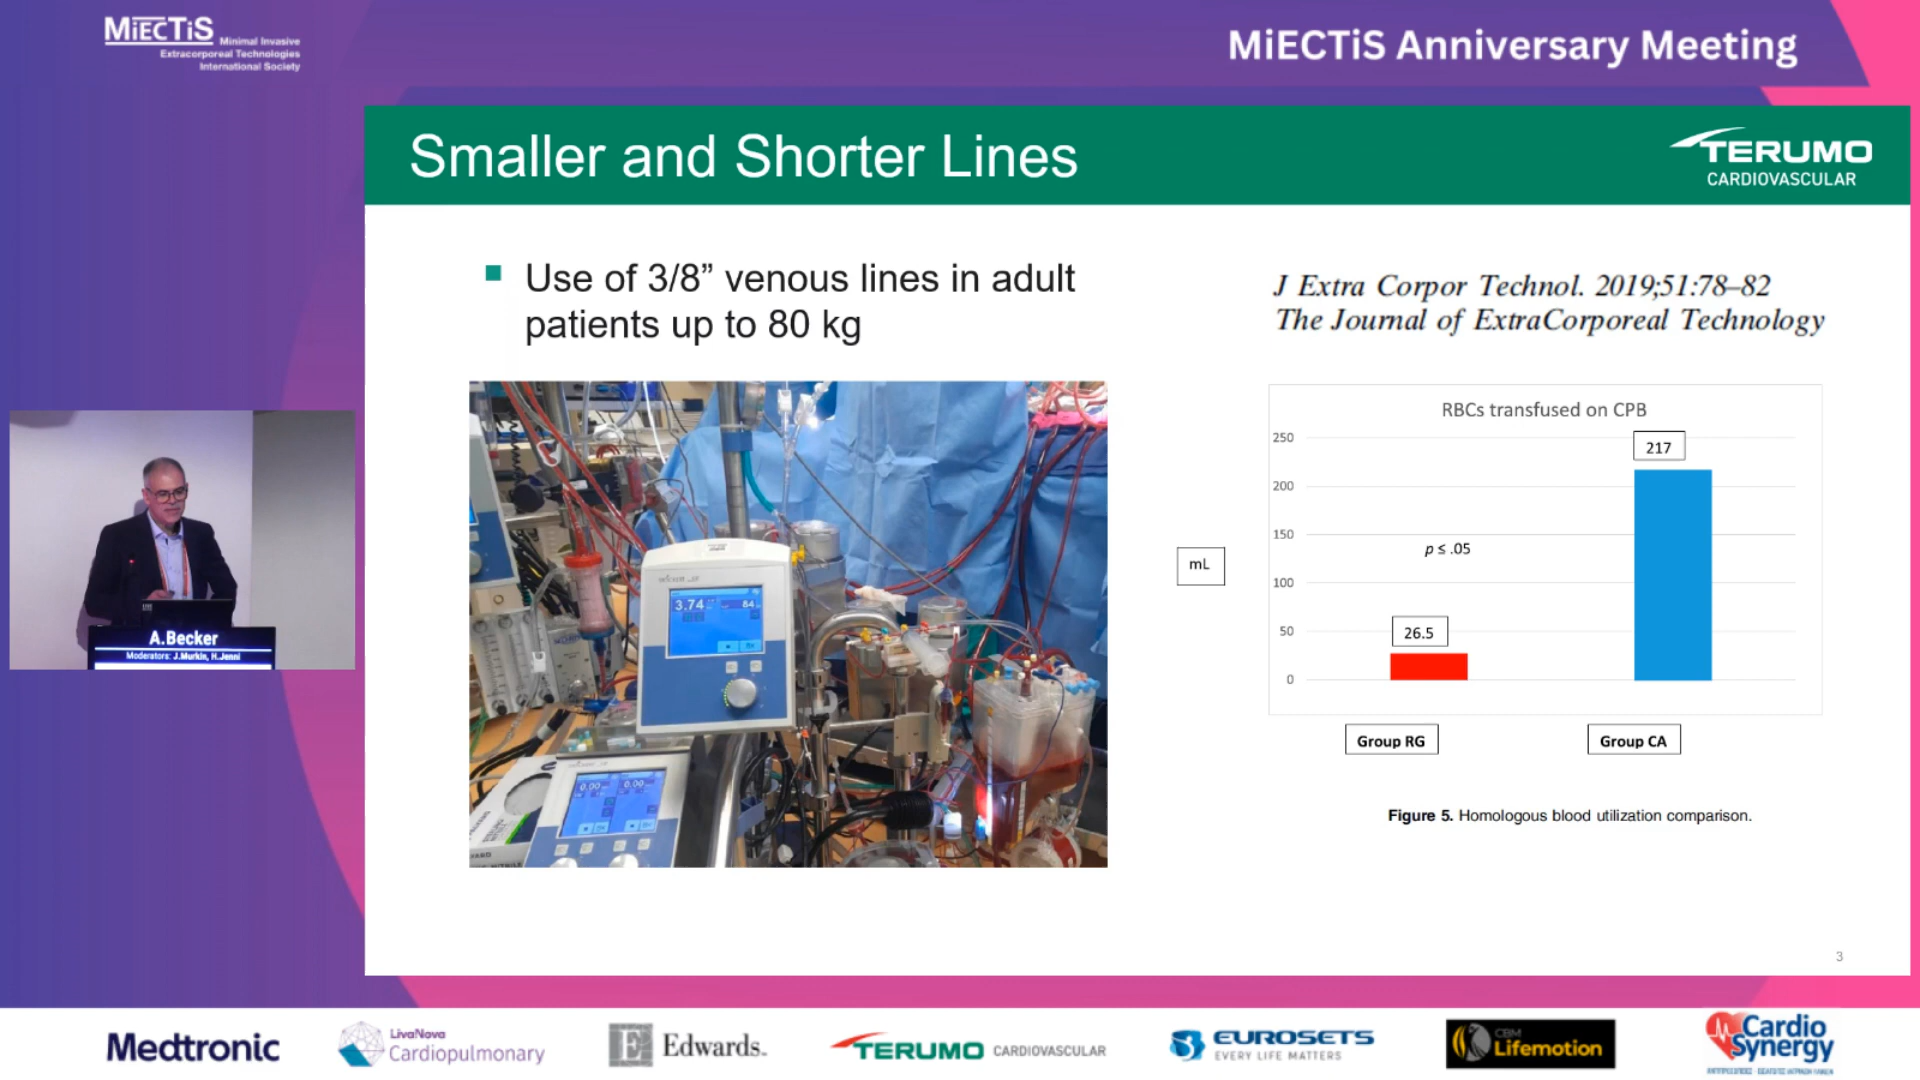 MiECTiS Minimal Invasive
Extracorporeal Technologies
International Society
MiECTiS Anniversary Meeting
Smaller and Shorter Lines
TERUMO
CARDIOVASCULAR
Use of 3/8” venous lines in adult
patients up to 80 kg
J Extra Corpor Technol. 2019;51:78–82
The Journal of ExtraCorporeal Technology
RBCs transfused on CPB
250
217
200
150
p ≤ .05
mL
100
50
26.5
0
Group RG
Group CA
Figure 5. Homologous blood utilization comparison.
3.74
84
0.00 0.00
A.Becker
Moderators: J.Murkin, H.Jenni
3
Medtronic
LivaNova
Cardiopulmonary
Edwards
TERUMO CARDIOVASCULAR
EUROSETS
EVERY LIFE MATTERS
CBM
Lifemotion
Cardio
Synergy